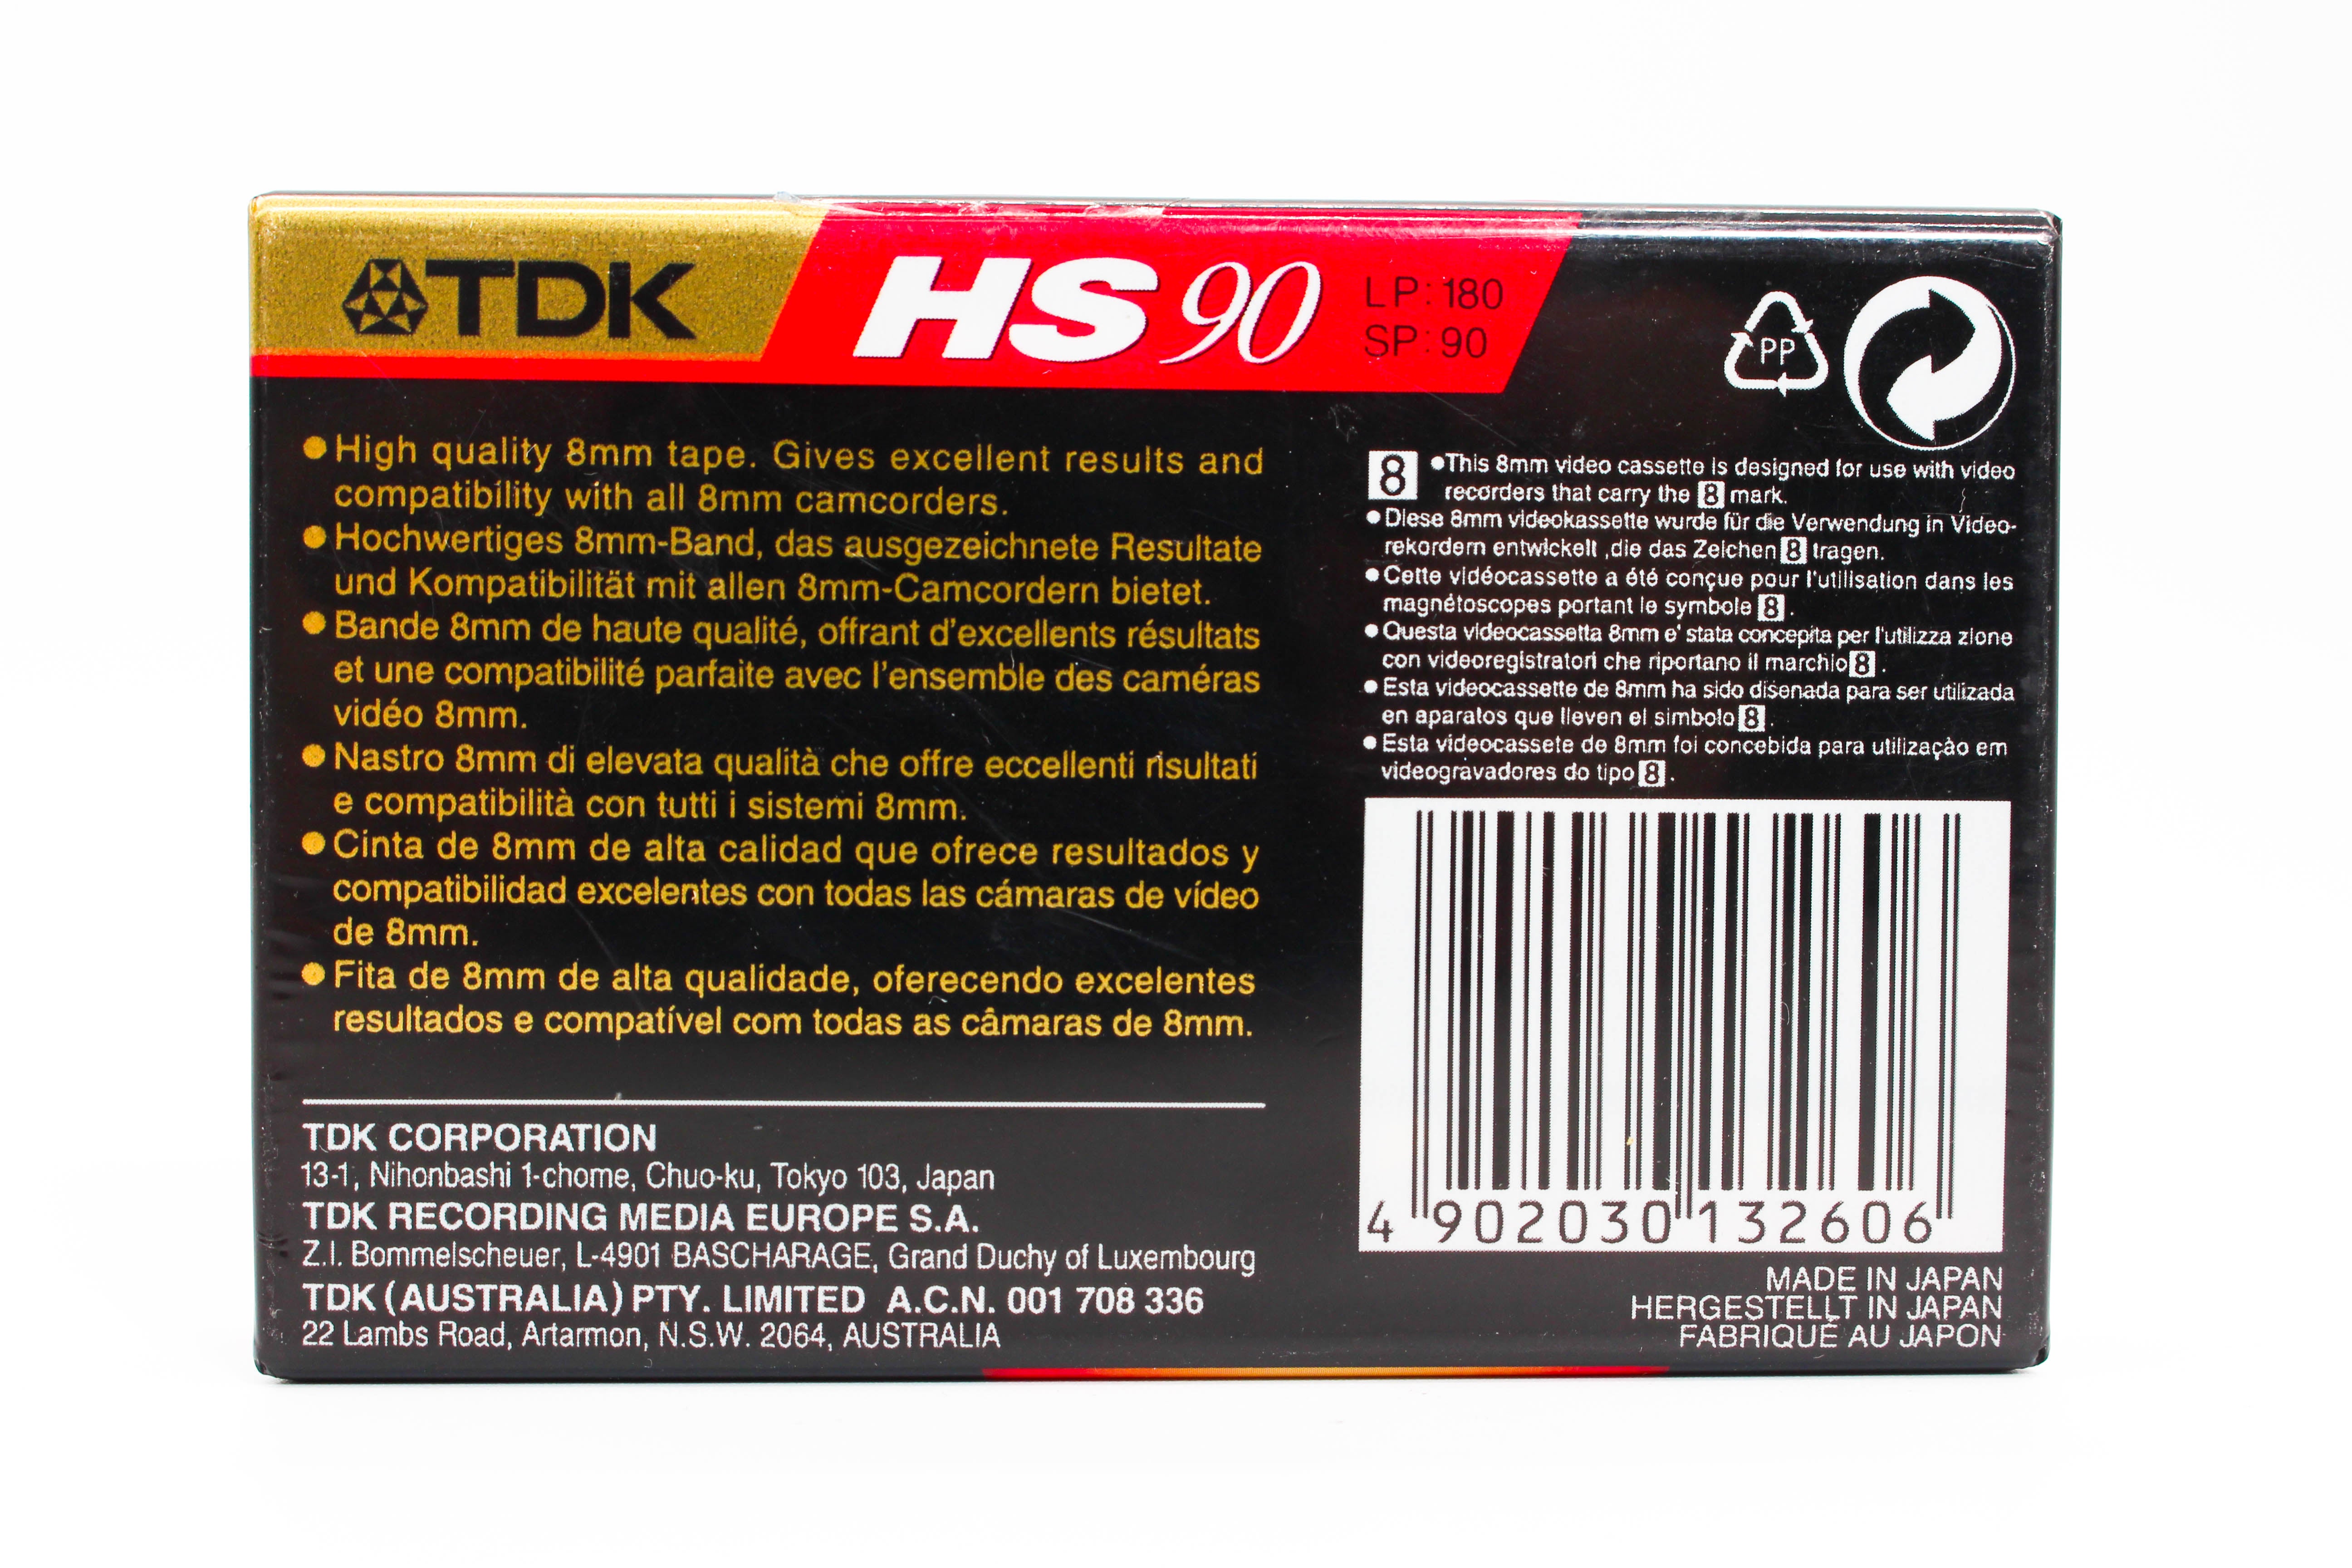 TDK HS 90 LP: 180
SP: 90
PP
●High quality 8mm tape. Gives excellent results and
compatibility with all 8mm camcorders.
●Hochwertiges 8mm-Band, das ausgezeichnete Resultate
und Kompatibilität mit allen 8mm-Camcordern bietet.
●Bande 8mm de haute qualité, offrant d'excellents résultats
et une compatibilité parfaite avec l'ensemble des caméras
vidéo 8mm.
●Nastro 8mm di elevata qualità che offre eccellenti risultati
e compatibilità con tutti i sistemi 8mm.
●Cinta de 8mm de alta calidad que ofrece resultados y
compatibilidad excelentes con todas las cámaras de vídeo
de 8mm.
●Fita de 8mm de alta qualidade, oferecendo excelentes
resultados e compatível com todas as câmaras de 8mm.
TDK CORPORATION
13-1, Nihonbashi 1-chome, Chuo-ku, Tokyo 103, Japan
TDK RECORDING MEDIA EUROPE S.A.
Z.I. Bommelscheuer, L-4901 BASCHARAGE, Grand Duchy of Luxembourg
TDK (AUSTRALIA) PTY. LIMITED A.C.N. 001 708 336
22 Lambs Road, Artarmon, N.S.W. 2064, AUSTRALIA
8 ●This 8mm video cassette is designed for use with video
recorders that carry the 8 mark.
●Diese 8mm videokassette wurde für die Verwendung in Video-
rekordern entwickelt ,die das Zeichen 8 tragen.
●Cette vidéocassette a été conçue pour l'utilisation dans les
magnétoscopes portant le symbole 8 .
●Questa videocassetta 8mm e' stata concepita per l'utilizza zione
con videoregistratori che riportano il marchio 8 .
●Esta videocassette de 8mm ha sido disenada para ser utilizada
en aparatos que lleven el simbolo 8 .
●Esta videocassete de 8mm foi concebida para utilização em
videogravadores do tipo 8 .
4 902030 132606
MADE IN JAPAN
HERGESTELLT IN JAPAN
FABRIQUÉ AU JAPON